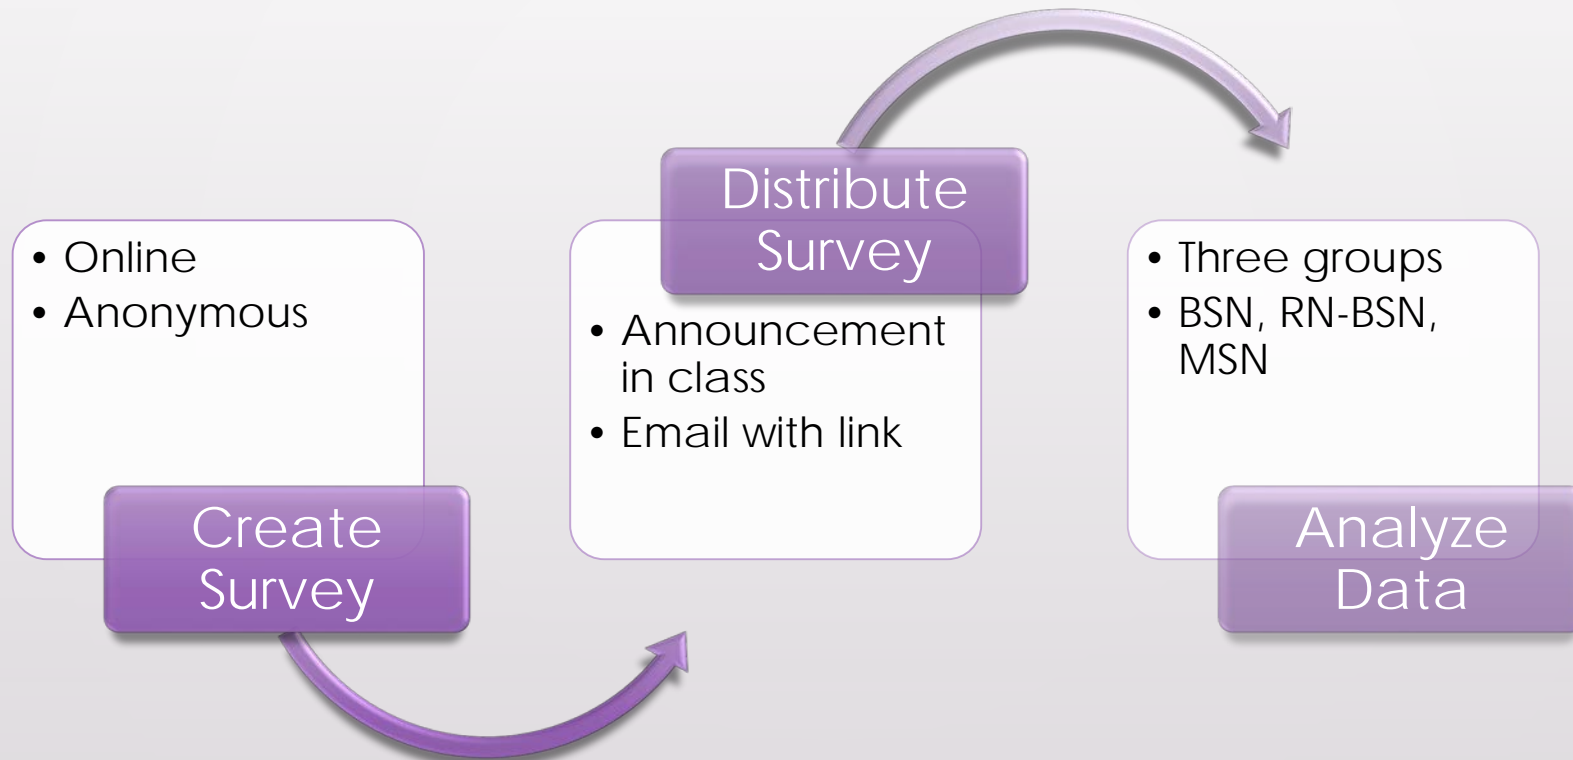 • Online
• Anonymous
Create
Survey
Distribute
Survey
• Announcement
in class
• Email with link
• Three groups
• BSN, RN-BSN,
MSN
Analyze
Data